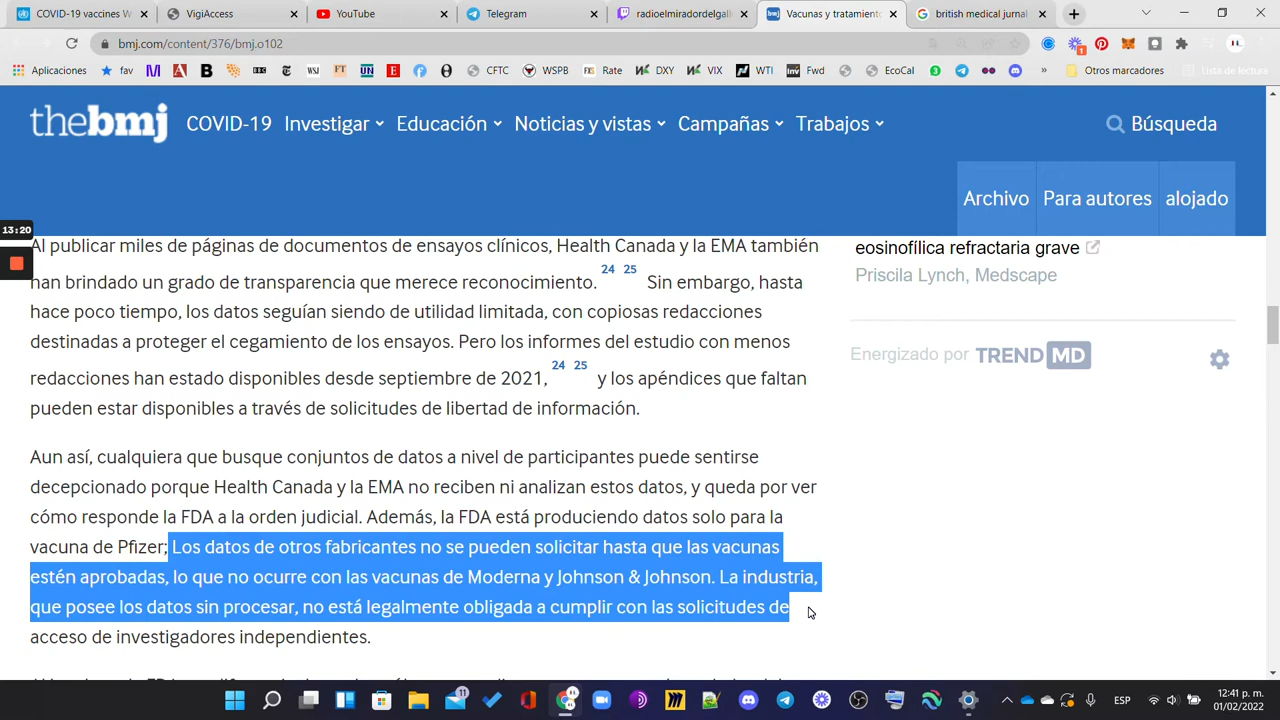 COVID-19 vaccines W
VigiAccess
YouTube
Telegram
radioelmiradordelgall
Vacunas y tratamiento
british medical jurnal
bmj.com/content/376/bmj.o102
Aplicaciones
fav
CFTC
WSPB
Rate
DXY
VIX
WTI
Fwd
EcoCal
Otros marcadores
Lista de lectura
thebmj
COVID-19
Investigar
Educación
Noticias y vistas
Campañas
Trabajos
Búsqueda
Archivo
Para autores
alojado
13:20
Al publicar miles de páginas de documentos de ensayos clínicos, Health Canada y la EMA también
han brindado un grado de transparencia que merece reconocimiento. 24 25 Sin embargo, hasta
hace poco tiempo, los datos seguían siendo de utilidad limitada, con copiosas redacciones
destinadas a proteger el cegamiento de los ensayos. Pero los informes del estudio con menos
redacciones han estado disponibles desde septiembre de 2021, 24 25 y los apéndices que faltan
pueden estar disponibles a través de solicitudes de libertad de información.
Aun así, cualquiera que busque conjuntos de datos a nivel de participantes puede sentirse
decepcionado porque Health Canada y la EMA no reciben ni analizan estos datos, y queda por ver
cómo responde la FDA a la orden judicial. Además, la FDA está produciendo datos solo para la
vacuna de Pfizer; Los datos de otros fabricantes no se pueden solicitar hasta que las vacunas
estén aprobadas, lo que no ocurre con las vacunas de Moderna y Johnson & Johnson. La industria,
que posee los datos sin procesar, no está legalmente obligada a cumplir con las solicitudes de
acceso de investigadores independientes.
eosinofílica refractaria grave
Priscila Lynch, Medscape
Energizado por TREND MD
ESP
12:41 p. m.
01/02/2022